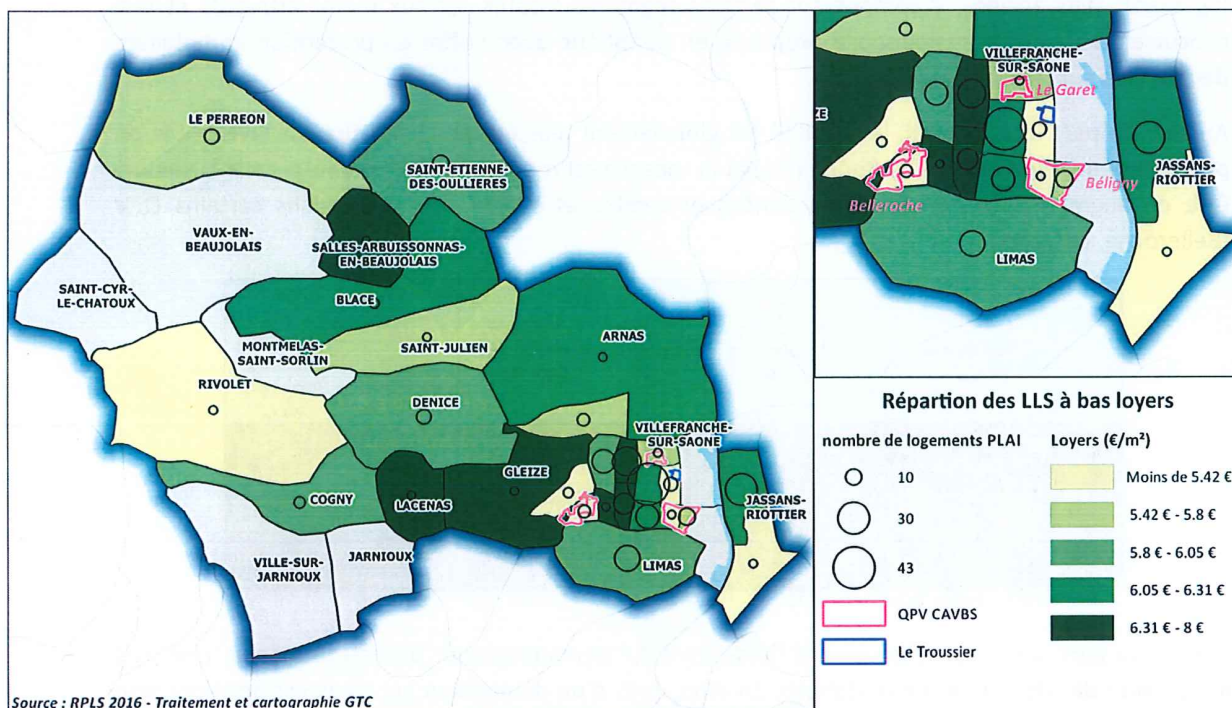 LE PERREON
SAINT-ETIENNE-
DES-OULLIERES
VAUX-EN-
BEAUJOLAIS
SALLES-ARBUISSONNAS-
EN-BEAUJOLAIS
SAINT-CYR-
LE-CHATOUX
BLACE
MONTMELAS-
SAINT-SORLIN
SAINT-JULIEN
ARNAS
RIVOLET
DENICE
VILLEFRANCHE-
SUR-SAONE
GLEIZE
COGNY
LACENAS
JASSANS-
RIOTTIER
VILLE-SUR-
JARNIOUX
JARNIOUX
LIMAS
Source : RPLS 2016 - Traitement et cartographie GTC
VILLEFRANCHE-
SUR-SAONE
Le Garet
ZE
JASSANS-
RIOTTIER
Béligny
Belleroche
LIMAS
Répartion des LLS à bas loyers
nombre de logements PLAI
10
30
43
QPV CAVBS
Le Troussier
Loyers (€/m²)
Moins de 5.42 €
5.42 € - 5.8 €
5.8 € - 6.05 €
6.05 € - 6.31 €
6.31 € - 8 €